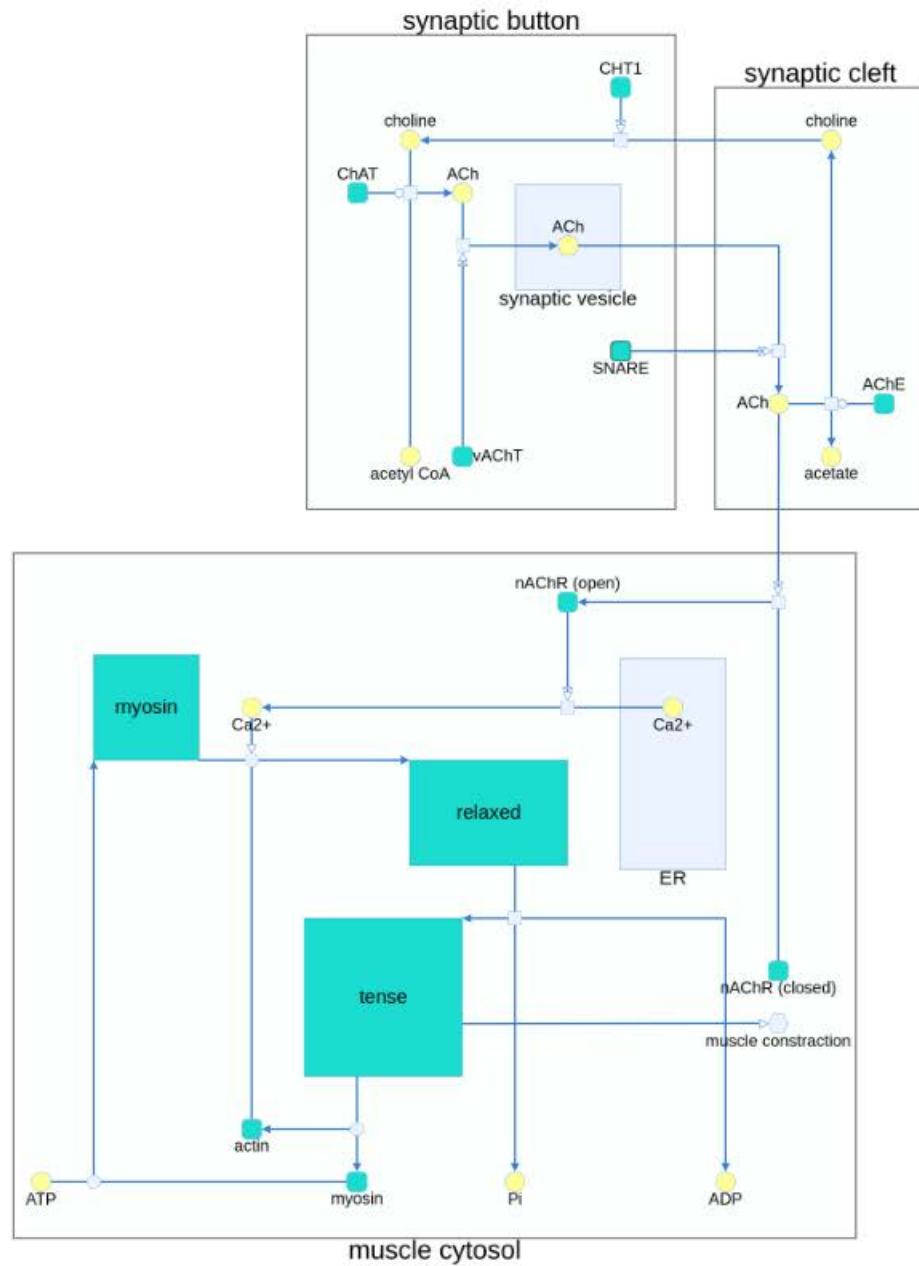 synaptic button
synaptic cleft
CHT1
choline
choline
ChAT
ACh
ACh
synaptic vesicle
SNARE
ACh
AChE
acetyl CoA
vAChT
acetate
nAChR (open)
myosin
Ca2+
Ca2+
relaxed
ER
tense
nAChR (closed)
muscle constraction
actin
ATP
myosin
Pi
ADP
muscle cytosol